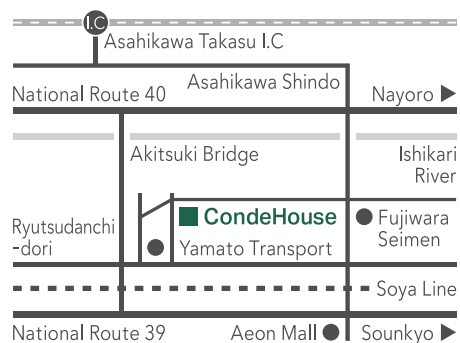 I.C
Asahikawa Takasu I.C
Asahikawa Shindo
National Route 40
Nayoro ▶
Akitsuki Bridge
Ishikari
River
CondeHouse
Fujiwara
Seimen
Ryutsudanchi
-dori
Yamato Transport
Soya Line
National Route 39
Aeon Mall
Sounkyo ▶